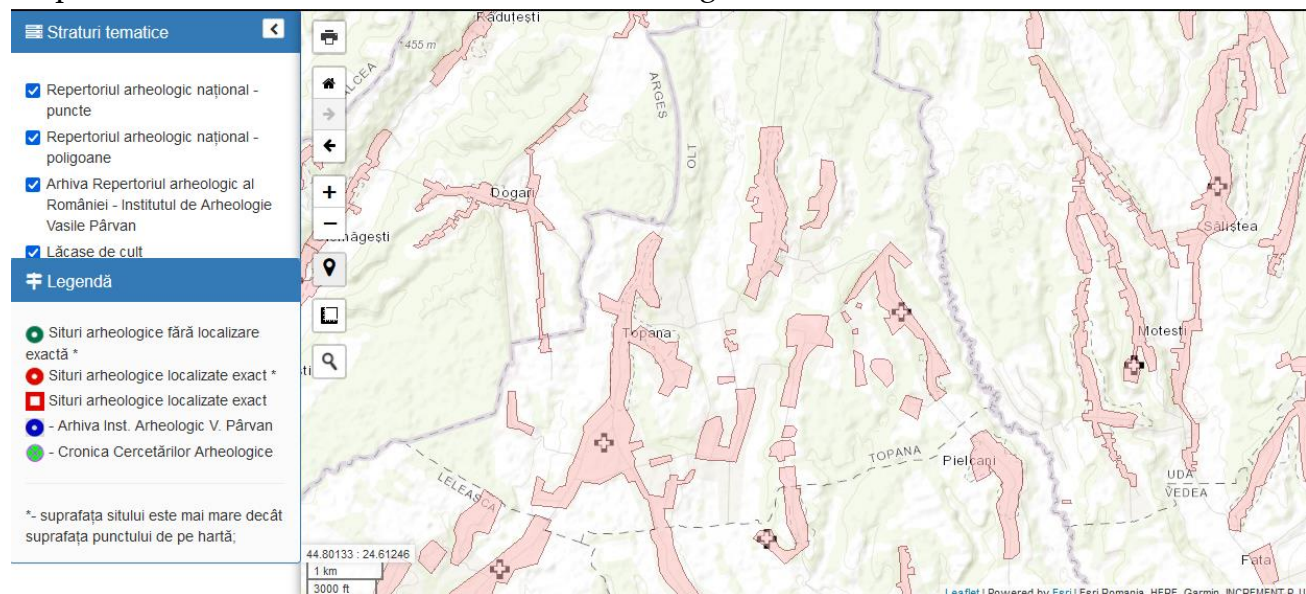 Straturi tematice
Repertoriul arheologic național -
puncte
Repertoriul arheologic național -
poligoane
Arhiva Repertoriul arheologic al
României - Institutul de Arheologie
Vasile Pârvan
Lăcase de cult
Legendă
Situri arheologice fără localizare
exactă *
Situri arheologice localizate exact *
Situri arheologice localizate exact
- Arhiva Inst. Arheologic V. Pârvan
- Cronica Cercetărilor Arheologice
*- suprafața sitului este mai mare decât
suprafața punctului de pe hartă;
Rădutești
455 m
ARGEȘ
OLT
Dogari
Săliștea
Topana
Motești
TOPANA
Pielcani
LELEASCA
UDA
VEDEA
Fata
44.80133 : 24.61246
1 km
3000 ft
Leaflet | Powered by Esri | Esri Romania, HERE, Garmin, INCREMENT P, U